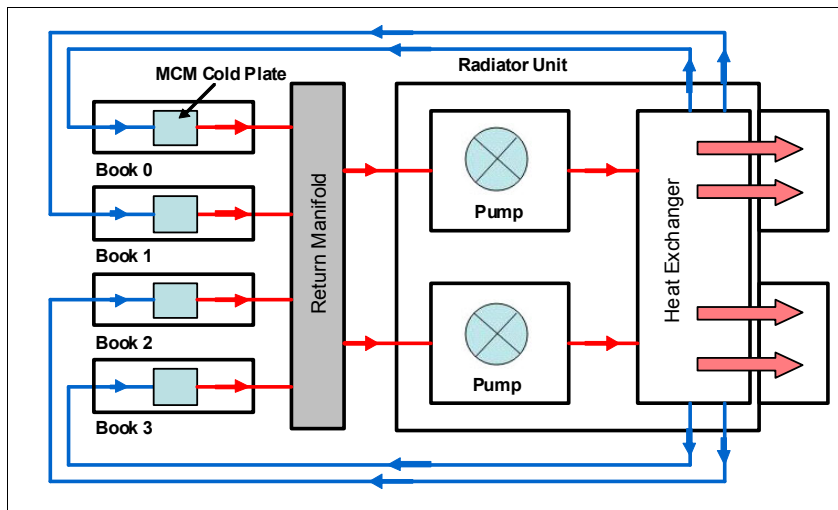 MCM Cold Plate
Radiator Unit
Book 0
Book 1
Book 2
Book 3
Return Manifold
Pump
Pump
Heat Exchanger